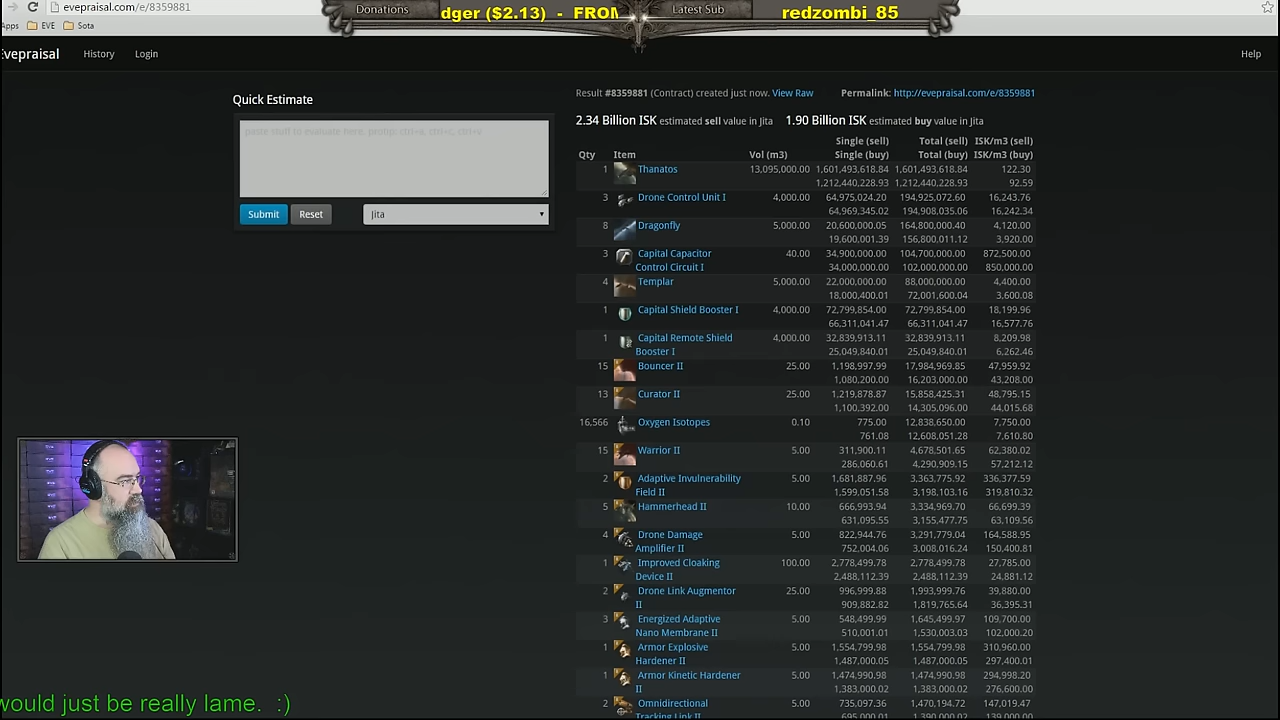 evepraisal.com/e/8359881
Apps EVE Sota
Donations
dger ($2.13) - FROM
Latest Sub
redzombi_85
Evepraisal History Login Help
Quick Estimate
paste stuff to evaluate here. protip: ctrl+a, ctrl+c, ctrl+v
Submit Reset Jita
Result #8359881 (Contract) created just now. View Raw Permalink: http://evepraisal.com/e/8359881
2.34 Billion ISK estimated sell value in Jita 1.90 Billion ISK estimated buy value in Jita
Single (sell) Total (sell) ISK/m3 (sell)
Qty Item Vol (m3) Single (buy) Total (buy) ISK/m3 (buy)
1 Thanatos 13,095,000.00 1,601,493,618.84 1,601,493,618.84 122.30
1,212,440,228.93 1,212,440,228.93 92.59
3 Drone Control Unit I 4,000.00 64,975,024.20 194,925,072.60 16,243.76
64,969,345.02 194,908,035.06 16,242.34
8 Dragonfly 5,000.00 20,600,000.05 164,800,000.40 4,120.00
19,600,001.39 156,800,011.12 3,920.00
3 Capital Capacitor 40.00 34,900,000.00 104,700,000.00 872,500.00
Control Circuit I 34,000,000.00 102,000,000.00 850,000.00
4 Templar 5,000.00 22,000,000.00 88,000,000.00 4,400.00
18,000,400.01 72,001,600.04 3,600.08
1 Capital Shield Booster I 4,000.00 72,799,854.00 72,799,854.00 18,199.96
66,311,041.47 66,311,041.47 16,577.76
1 Capital Remote Shield 4,000.00 32,839,913.11 32,839,913.11 8,209.98
Booster I 25,049,840.01 25,049,840.01 6,262.46
15 Bouncer II 25.00 1,198,997.99 17,984,969.85 47,959.92
1,080,200.00 16,203,000.00 43,208.00
13 Curator II 25.00 1,219,878.87 15,858,425.31 48,795.15
1,100,392.00 14,305,096.00 44,015.68
16,566 Oxygen Isotopes 0.10 775.00 12,838,650.00 7,750.00
761.08 12,608,051.28 7,610.80
15 Warrior II 5.00 311,900.11 4,678,501.65 62,380.02
286,060.61 4,290,909.15 57,212.12
2 Adaptive Invulnerability 5.00 1,681,887.96 3,363,775.92 336,377.59
Field II 1,599,051.58 3,198,103.16 319,810.32
5 Hammerhead II 10.00 666,993.94 3,334,969.70 66,699.39
631,095.55 3,155,477.75 63,109.56
4 Drone Damage 5.00 822,944.76 3,291,779.04 164,588.95
Amplifier II 752,004.06 3,008,016.24 150,400.81
1 Improved Cloaking 100.00 2,778,498.78 2,778,498.78 27,785.00
Device II 2,488,112.39 2,488,112.39 24,881.12
2 Drone Link Augmentor 25.00 996,999.88 1,993,999.76 39,880.00
II 909,882.82 1,819,765.64 36,395.31
3 Energized Adaptive 5.00 548,499.99 1,645,499.97 109,700.00
Nano Membrane II 510,001.01 1,530,003.03 102,000.20
1 Armor Explosive 5.00 1,554,799.98 1,554,799.98 310,960.00
Hardener II 1,487,000.05 1,487,000.05 297,400.01
1 Armor Kinetic Hardener 5.00 1,474,990.98 1,474,990.98 294,998.20
II 1,383,000.02 1,383,000.02 276,600.00
2 Omnidirectional 5.00 735,097.36 1,470,194.72 147,019.47
Tracking Link II 695,000.01 1,390,000.02 139,000.00
would just be really lame. :)